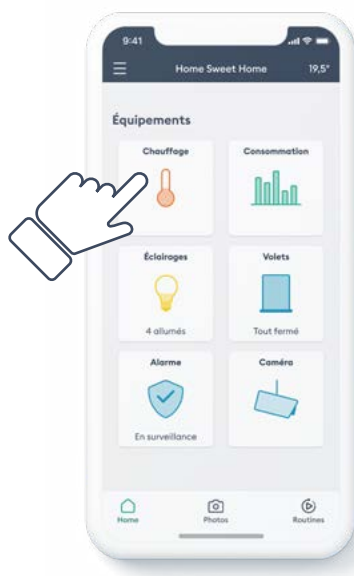 9:41
Home Sweet Home 19,5°
Équipements
Chauffage Consommation
Éclairages Volets
4 allumés Tout fermé
Alarme Caméra
En surveillance
Home Photos Routines